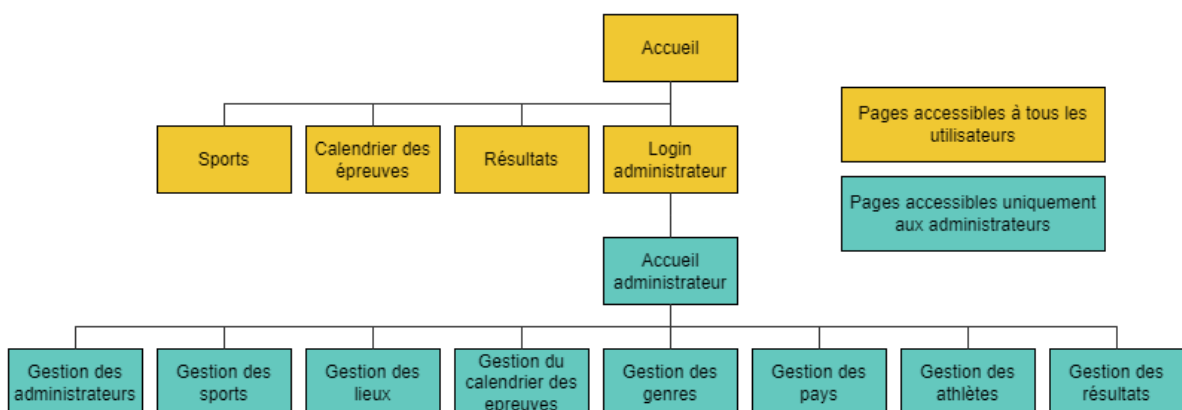 Accueil
Pages accessibles à tous les
utilisateurs
Sports
Calendrier des
épreuves
Résultats
Login
administrateur
Pages accessibles uniquement
aux administrateurs
Accueil
administrateur
Gestion des
administrateurs
Gestion des
sports
Gestion des
lieux
Gestion du
calendrier des
epreuves
Gestion des
genres
Gestion des
pays
Gestion des
athlètes
Gestion des
résultats